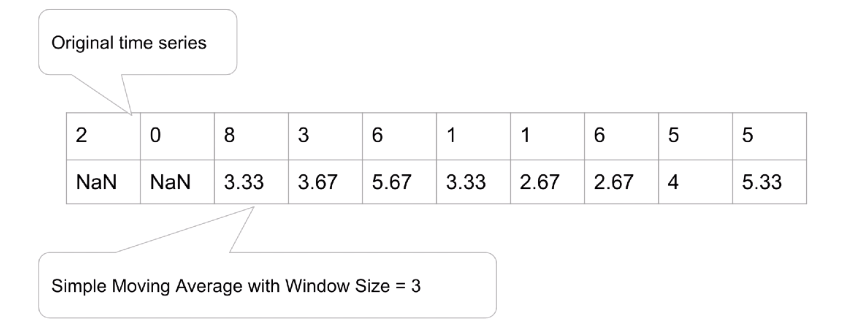 Original time series
2 0 8 3 6 1 1 6 5 5
NaN NaN 3.33 3.67 5.67 3.33 2.67 2.67 4 5.33
Simple Moving Average with Window Size = 3